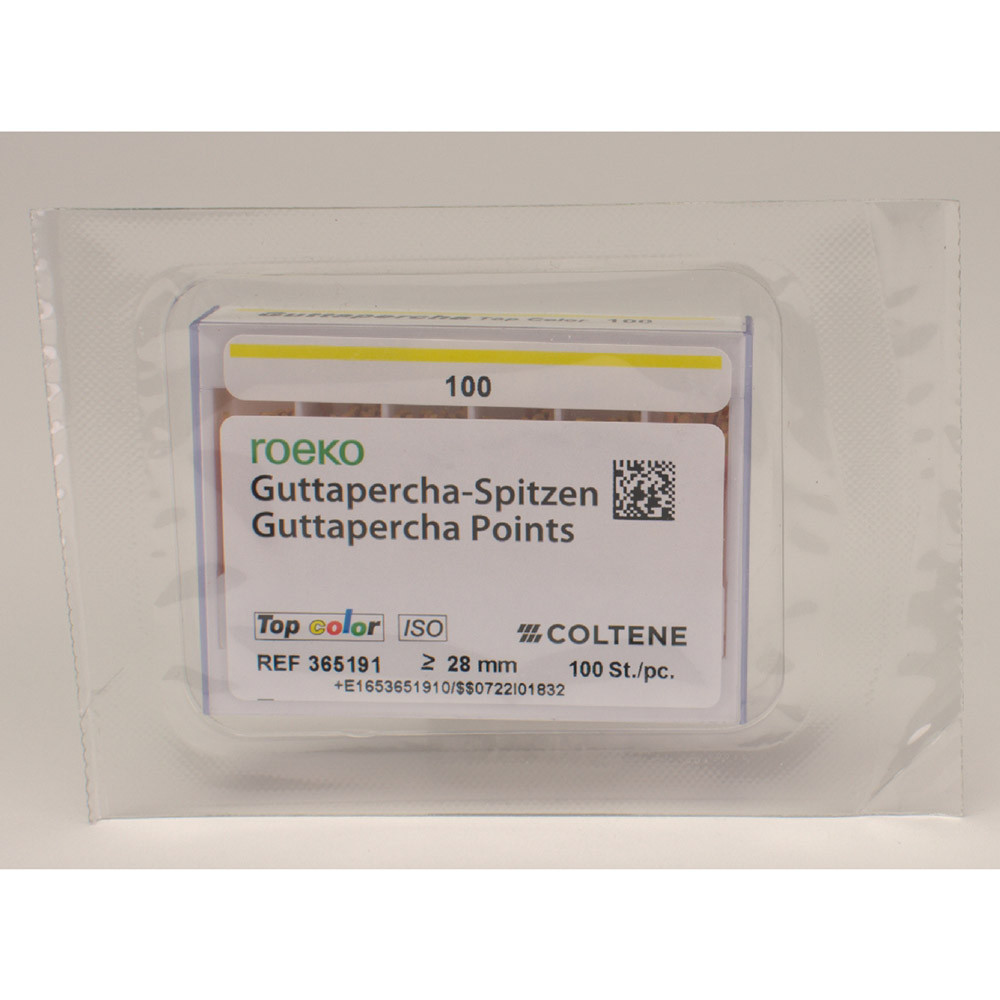 Guttapercha Top Color 100
100
roeko
Guttapercha-Spitzen
Guttapercha Points
Top color ISO
COLTENE
REF 365191 ≥ 28 mm 100 St./pc.
+E1653651910/$$0722I01832